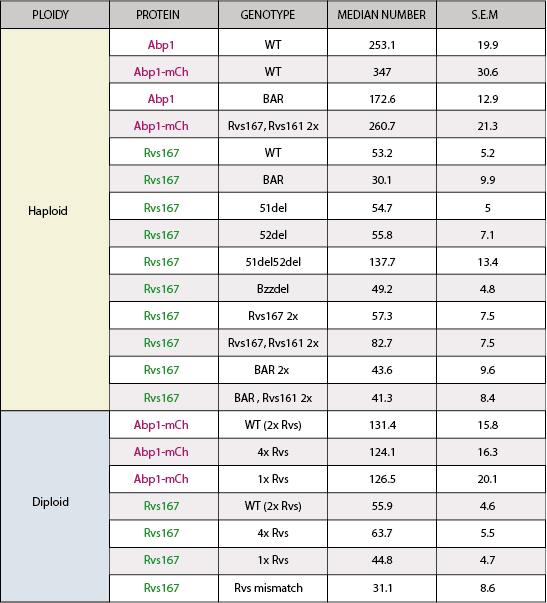 PLOIDY PROTEIN GENOTYPE MEDIAN NUMBER S.E.M
Haploid
Abp1 WT 253.1 19.9
Abp1-mCh WT 347 30.6
Abp1 BAR 172.6 12.9
Abp1-mCh Rvs167, Rvs161 2x 260.7 21.3
Rvs167 WT 53.2 5.2
Rvs167 BAR 30.1 9.9
Rvs167 51del 54.7 5
Rvs167 52del 55.8 7.1
Rvs167 51del52del 137.7 13.4
Rvs167 Bzzdel 49.2 4.8
Rvs167 Rvs167 2x 57.3 7.5
Rvs167 Rvs167, Rvs161 2x 82.7 7.5
Rvs167 BAR 2x 43.6 9.6
Rvs167 BAR , Rvs161 2x 41.3 8.4
Diploid
Abp1-mCh WT (2x Rvs) 131.4 15.8
Abp1-mCh 4x Rvs 124.1 16.3
Abp1-mCh 1x Rvs 126.5 20.1
Rvs167 WT (2x Rvs) 55.9 4.6
Rvs167 4x Rvs 63.7 5.5
Rvs167 1x Rvs 44.8 4.7
Rvs167 Rvs mismatch 31.1 8.6